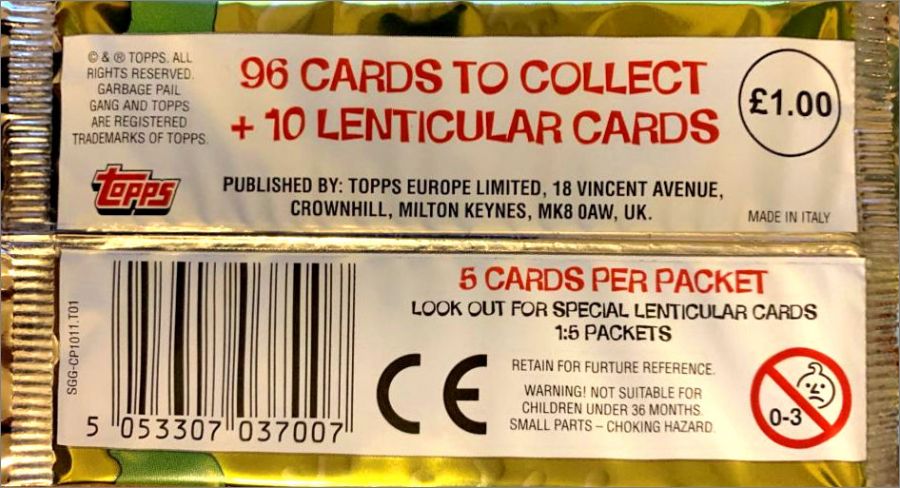 © & ® TOPPS. ALL
RIGHTS RESERVED.
GARBAGE PAIL
GANG AND TOPPS
ARE REGISTERED
TRADEMARKS OF TOPPS.
topps
96 CARDS TO COLLECT
+ 10 LENTICULAR CARDS
£1.00
PUBLISHED BY: TOPPS EUROPE LIMITED, 18 VINCENT AVENUE,
CROWNHILL, MILTON KEYNES, MK8 0AW, UK.
MADE IN ITALY
SGG-CP1011.T01
5 053307 037007
5 CARDS PER PACKET
LOOK OUT FOR SPECIAL LENTICULAR CARDS
1:5 PACKETS
CE
RETAIN FOR FURTURE REFERENCE.
WARNING! NOT SUITABLE FOR
CHILDREN UNDER 36 MONTHS.
SMALL PARTS – CHOKING HAZARD.
0-3